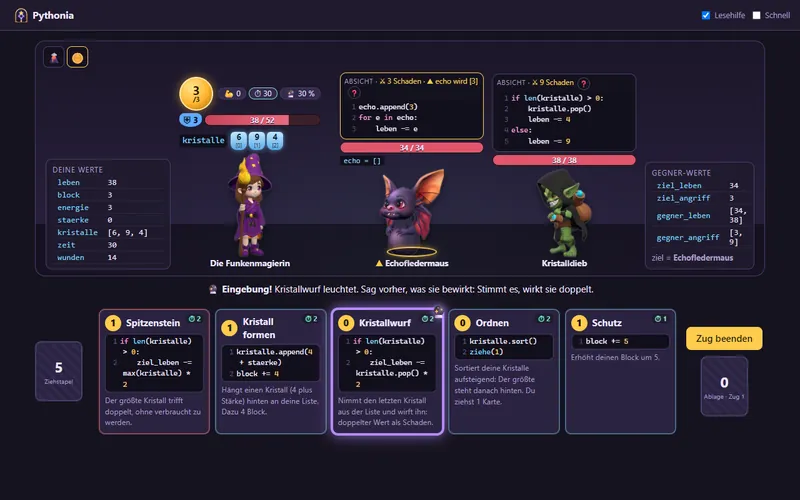 Pythonia
Lesehilfe
Schnell
3
/3
0
30
30 %
3
38 / 52
kristalle
6
[0]
9
[1]
4
[2]
ABSICHT · 3 Schaden · echo wird [3]
?
1 echo.append(3)
2 for e in echo:
3 leben -= e
34 / 34
echo = []
ABSICHT · 9 Schaden ?
1 if len(kristalle) > 0:
2 kristalle.pop()
3 leben -= 4
4 else:
5 leben -= 9
38 / 38
DEINE WERTE
leben 38
block 3
energie 3
staerke 0
kristalle [6, 9, 4]
zeit 30
wunden 14
Die Funkenmagierin
Echofledermaus
Kristalldieb
GEGNER-WERTE
ziel_leben 34
ziel_angriff 3
gegner_leben [34,
38]
gegner_angriff [3,
9]
ziel = Echofledermaus
Eingebung! Kristallwurf leuchtet. Sag vorher, was sie bewirkt: Stimmt es, wirkt sie doppelt.
5
Ziehstapel
1 Spitzenstein 2
1 if len(kristalle)
> 0:
2 ziel_leben -=
max(kristalle) *
2
Der größte Kristall trifft
doppelt, ohne verbraucht zu
werden.
1 Kristall
formen 2
1 kristalle.append(4
+ staerke)
2 block += 4
Hängt einen Kristall (4 plus
Stärke) hinten an deine Liste,
Dazu 4 Block.
0 Kristallwurf 2
1 if len(kristalle)
> 0:
2 ziel_leben -=
kristalle.pop() *
2
Nimmt den letzten Kristall
aus der Liste und wirft ihn:
doppelter Wert als Schaden.
0 Ordnen 2
1 kristalle.sort()
2 ziehe(1)
Sortiert deine Kristalle
aufsteigend: Der größte
steht danach hinten. Du
ziehst 1 Karte.
1 Schutz 1
1 block += 5
Erhöht deinen Block um 5.
Zug beenden
0
Ablage · Zug 1